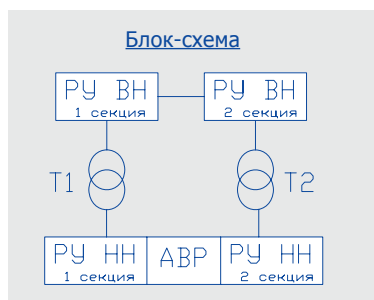 Блок-схема
РУ ВН РУ ВН
1 секция 2 секция
Т1 Т2
РУ НН АВР РУ НН
1 секция 2 секция